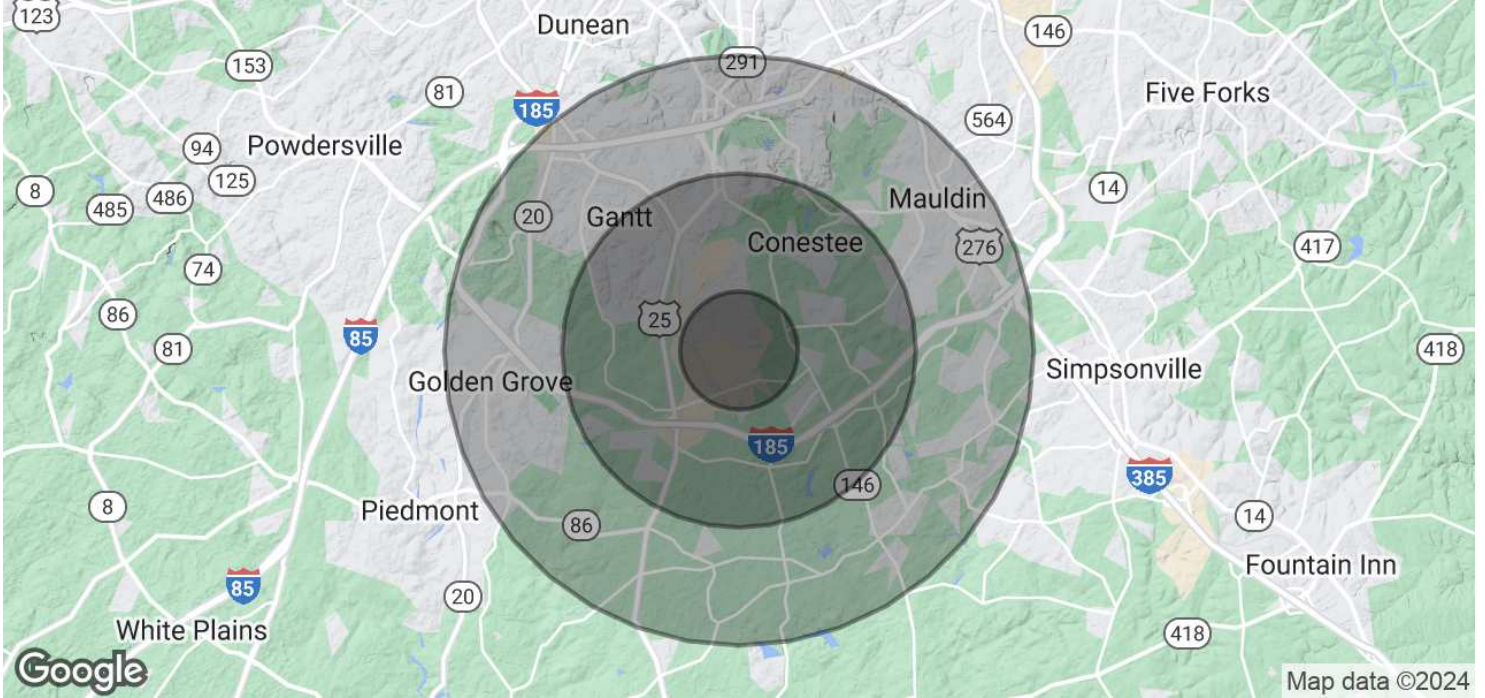 123
Dunean
146
291
153
81
185
Five Forks
564
94
Powdersville
125
8
486
485
14
Mauldin
20
Gantt
Conestee
276
417
74
86
25
85
81
418
Simpsonville
Golden Grove
185
385
146
8
Piedmont
86
14
Fountain Inn
85
20
White Plains
418
Google
Map data ©2024